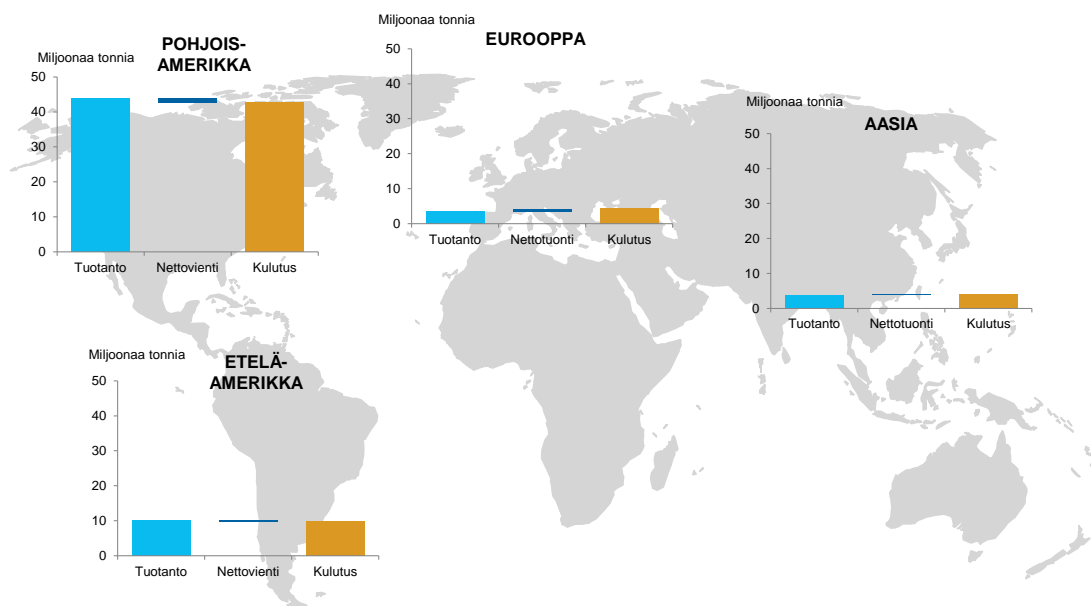 Miljoonaa tonnia
POHJOIS-
AMERIKKA
50
40
30
20
10
0
Tuotanto Nettovienti Kulutus
Miljoonaa tonnia
EUROOPPA
50
40
30
20
10
0
Tuotanto Nettotuonti Kulutus
Miljoonaa tonnia
AASIA
50
40
30
20
10
0
Tuotanto Nettotuonti Kulutus
Miljoonaa tonnia
ETELÄ-
AMERIKKA
50
40
30
20
10
0
Tuotanto Nettovienti Kulutus